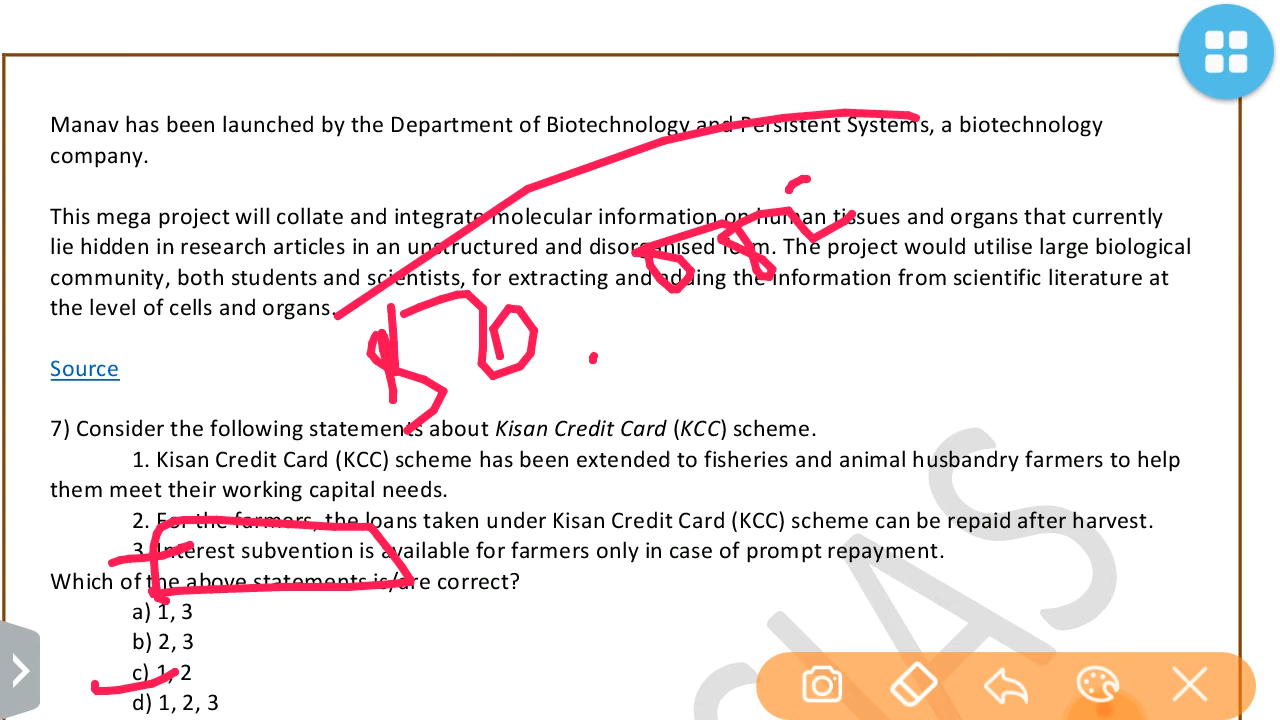 Manav has been launched by the Department of Biotechnology and Persistent Systems, a biotechnology
company.
This mega project will collate and integrate molecular information on human tissues and organs that currently
lie hidden in research articles in an unstructured and disorganised form. The project would utilise large biological
community, both students and scientists, for extracting and adding the information from scientific literature at
the level of cells and organs.
Source
7) Consider the following statements about Kisan Credit Card (KCC) scheme.
1. Kisan Credit Card (KCC) scheme has been extended to fisheries and animal husbandry farmers to help
them meet their working capital needs.
2. For the farmers, the loans taken under Kisan Credit Card (KCC) scheme can be repaid after harvest.
3. Interest subvention is available for farmers only in case of prompt repayment.
Which of the above statements is/are correct?
a) 1, 3
b) 2, 3
c) 1, 2
d) 1, 2, 3